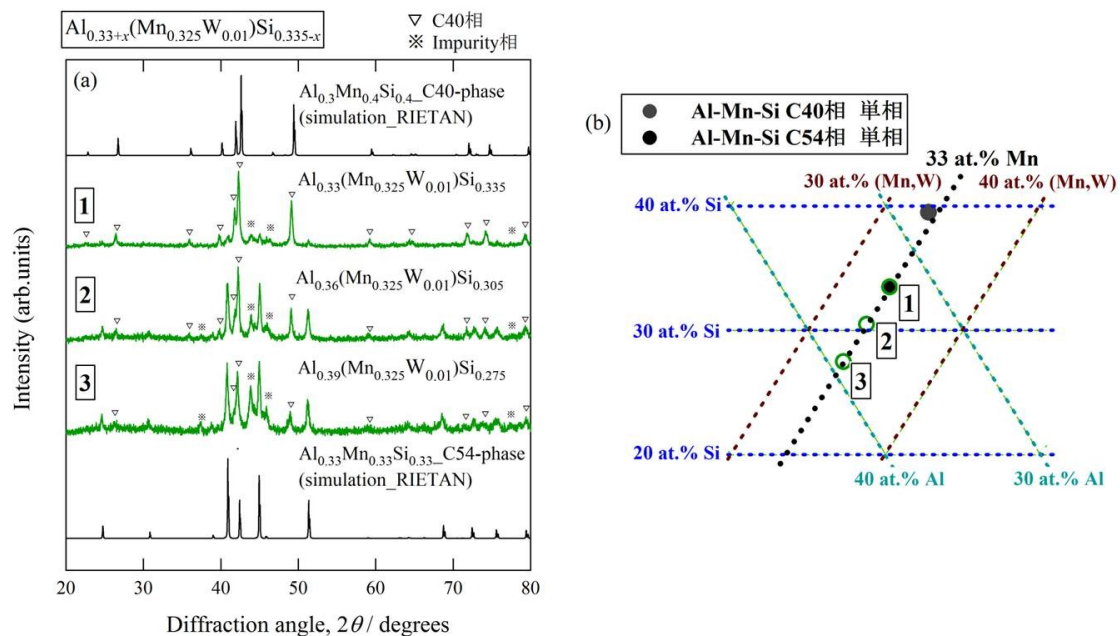 Al0.33+x(Mn0.325W0.01)Si0.335-x
▽ C40相
※ Impurity相
(a)
Al0.3Mn0.4Si0.4_C40-phase
(simulation_RIETAN)
1
Al0.33(Mn0.325W0.01)Si0.335
2
Al0.36(Mn0.325W0.01)Si0.305
3
Al0.39(Mn0.325W0.01)Si0.275
Al0.33Mn0.33Si0.33_C54-phase
(simulation_RIETAN)
Intensity (arb.units)
20 30 40 50 60 70 80
Diffraction angle, 2θ / degrees
(b)
Al-Mn-Si C40相 単相
Al-Mn-Si C54相 単相
33 at.% Mn
30 at.% (Mn,W)
40 at.% (Mn,W)
40 at.% Si
1
30 at.% Si
2
3
20 at.% Si
40 at.% Al
30 at.% Al